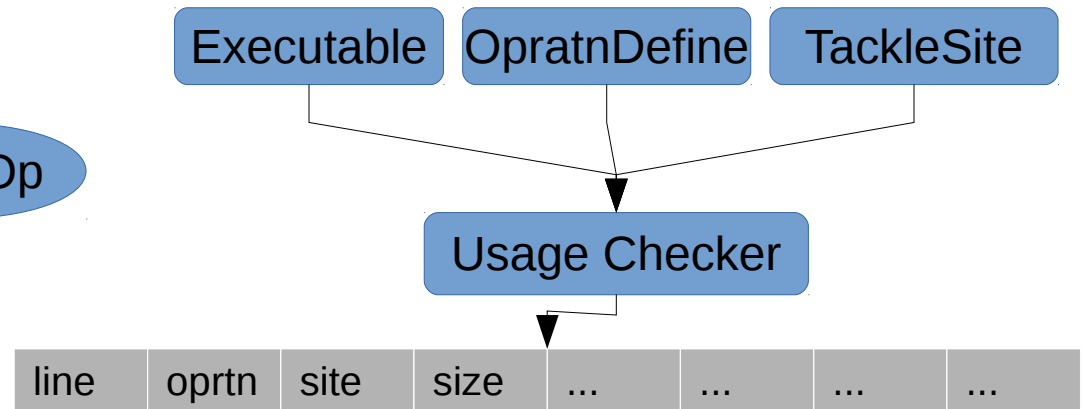 Executable OpratnDefine TackleSite
Op
Usage Checker
line oprtn site size ... ... ... ...